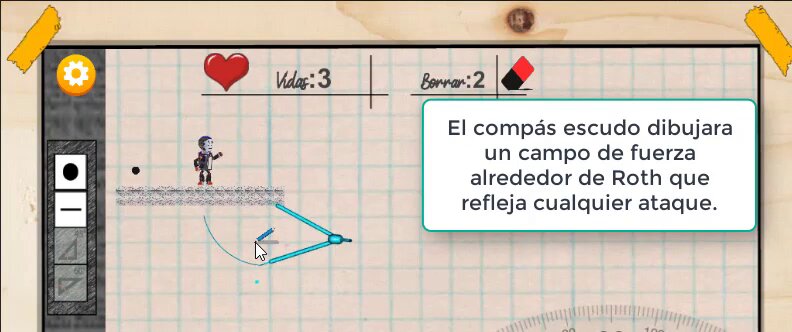 Vidas:3
Borrar:2
El compás escudo dibujara
un campo de fuerza
alrededor de Roth que
refleja cualquier ataque.